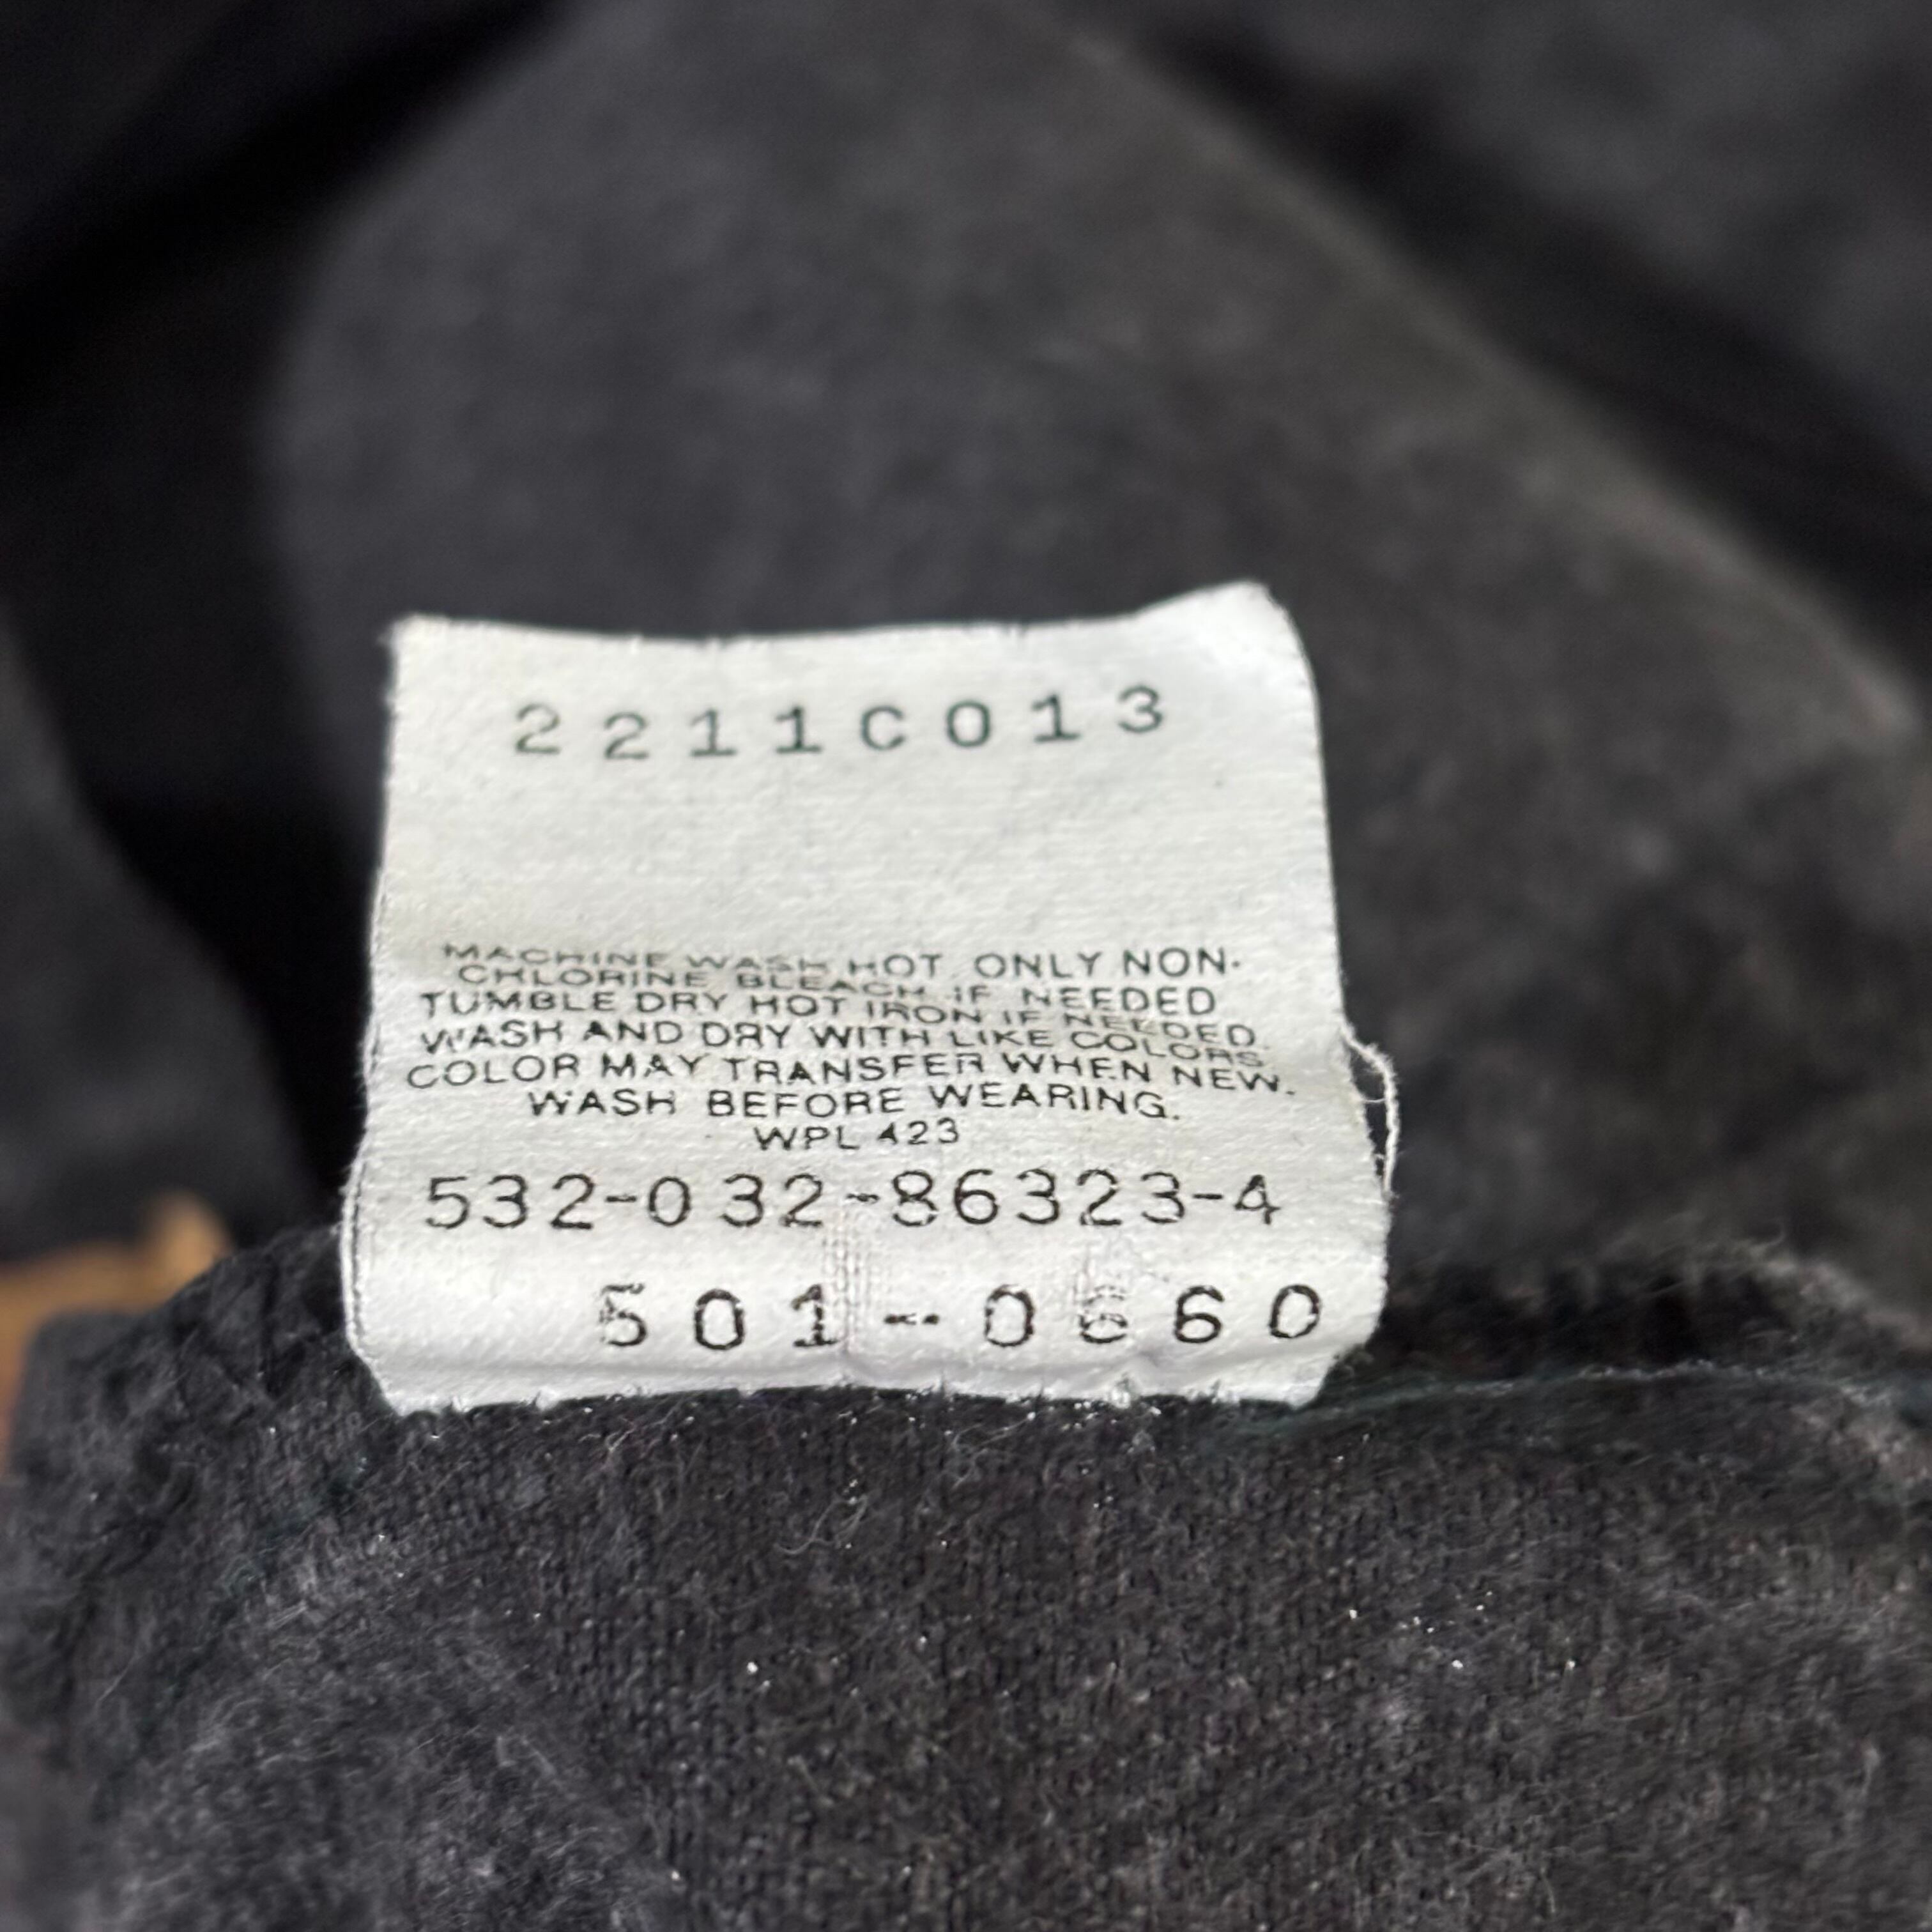 2211C013
MACHINE WASH HOT ONLY NON-
CHLORINE BLEACH IF NEEDED
TUMBLE DRY HOT IRON IF NEEDED
WASH AND DRY WITH LIKE COLORS.
COLOR MAY TRANSFER WHEN NEW.
WASH BEFORE WEARING.
WPL 423
532-032-86323-4
501-0660